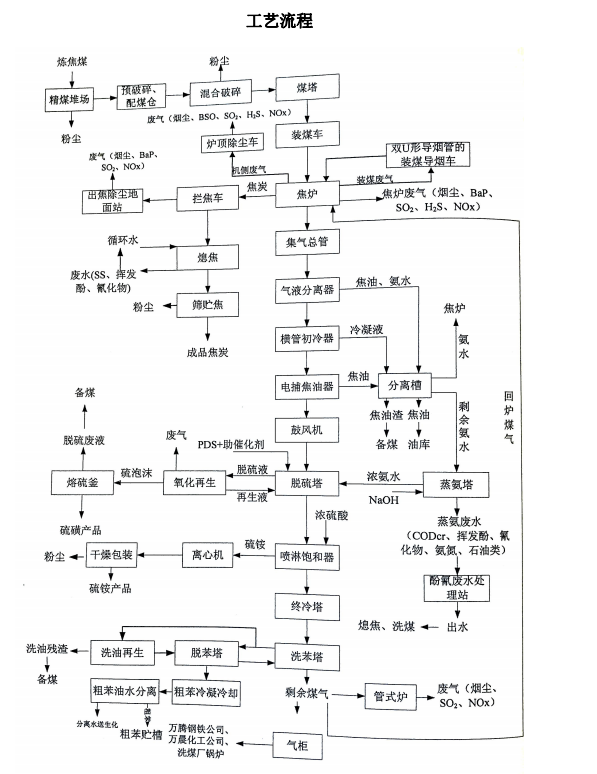 工艺流程
炼焦煤
粉尘
精煤堆场
预破碎、
配煤仓
混合破碎
煤塔
粉尘
废气（烟尘、BSO、SO₂、H₂S、NOx）
炉顶除尘车
装煤车
双U形导烟管的
装煤导烟车
废气（烟尘、BaP、
SO₂、NOx）
机侧废气
装煤废气
出焦除尘地
面站
拦焦车
焦炭
焦炉
焦炉废气（烟尘、BaP、
SO₂、H₂S、NOx）
循环水
集气总管
熄焦
废水(SS、挥发
酚、氰化物)
气液分离器
焦油、氨水
粉尘
筛贮焦
焦炉
横管初冷器
冷凝液
氨水
成品焦炭
电捕焦油器
焦油
分离槽
回炉煤气
备煤
焦油渣
焦油
剩余氨水
鼓风机
脱硫废液
废气
PDS+助催化剂
备煤
油库
熔硫釜
硫泡沫
氧化再生
脱硫液
再生液
脱硫塔
浓氨水
NaOH
蒸氨塔
硫磺产品
浓硫酸
蒸氨废水
（CODcr、挥发酚、氰
化物、氨氮、石油类）
粉尘
干燥包装
离心机
硫铵
喷淋饱和器
硫铵产品
酚氰废水处
理站
终冷塔
熄焦、洗煤
出水
洗油残渣
洗油再生
脱苯塔
洗苯塔
备煤
粗苯油水分离
粗苯冷凝冷却
剩余煤气
管式炉
废气（烟尘、
SO₂、NOx）
分离水送生化
粗苯贮槽
万腾钢铁公司、
万晨化工公司、
洗煤厂锅炉
气柜